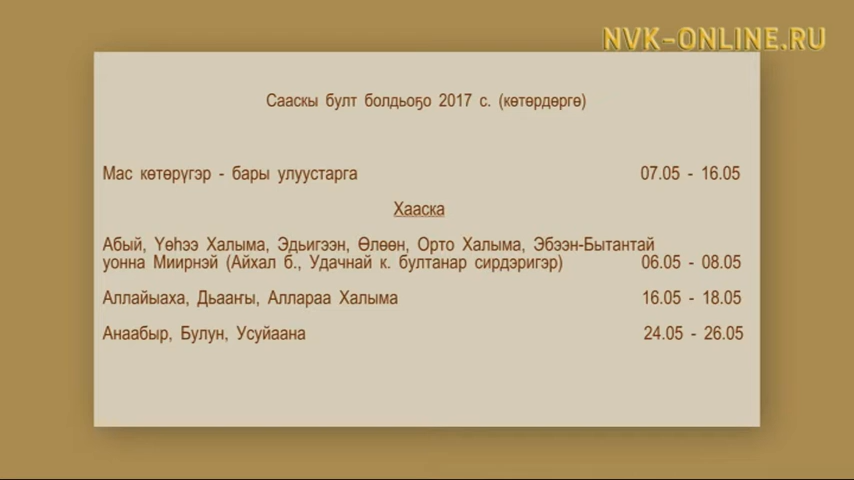 NVK-ONLINE.RU
Сааскы булт болдьоҕо 2017 с. (көтөрдөргө)
Мас көтөрүгэр - бары улуустарга 07.05 - 16.05
Хааска
Абый, Үөһээ Халыма, Эдьигээн, Өлөөн, Орто Халыма, Эбээн-Бытантай
уонна Миирнэй (Айхал б., Удачнай к. бултанар сирдэригэр) 06.05 - 08.05
Аллайыаха, Дьааҥы, Аллараа Халыма 16.05 - 18.05
Анаабыр, Булун, Усуйаана 24.05 - 26.05